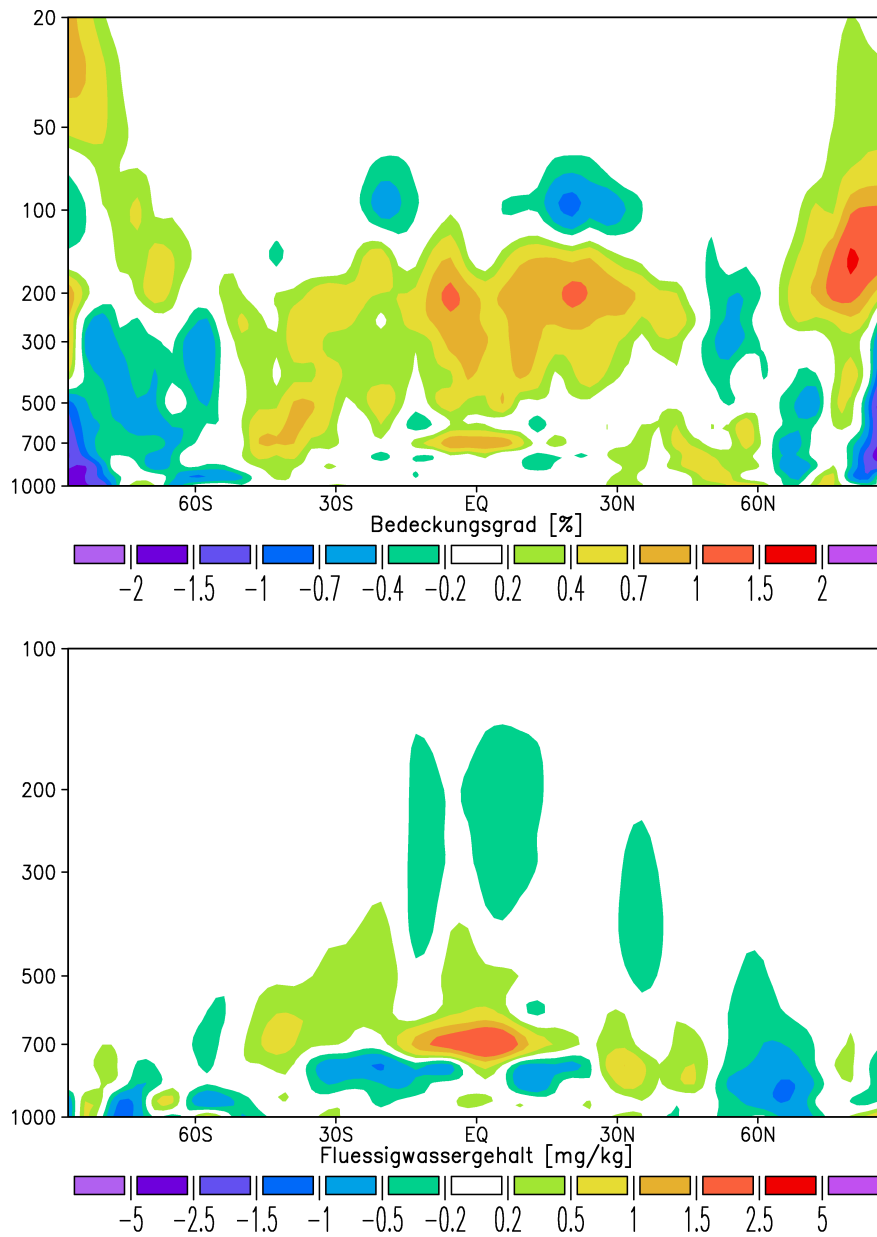 20
50
100
200
300
500
700
1000
60S 30S EQ 30N 60N
Bedeckungsgrad [%]
-2 -1.5 -1 -0.7 -0.4 -0.2 0.2 0.4 0.7 1 1.5 2
100
200
300
500
700
1000
60S 30S EQ 30N 60N
Fluessigwassergehalt [mg/kg]
-5 -2.5 -1.5 -1 -0.5 -0.2 0.2 0.5 1 1.5 2.5 5